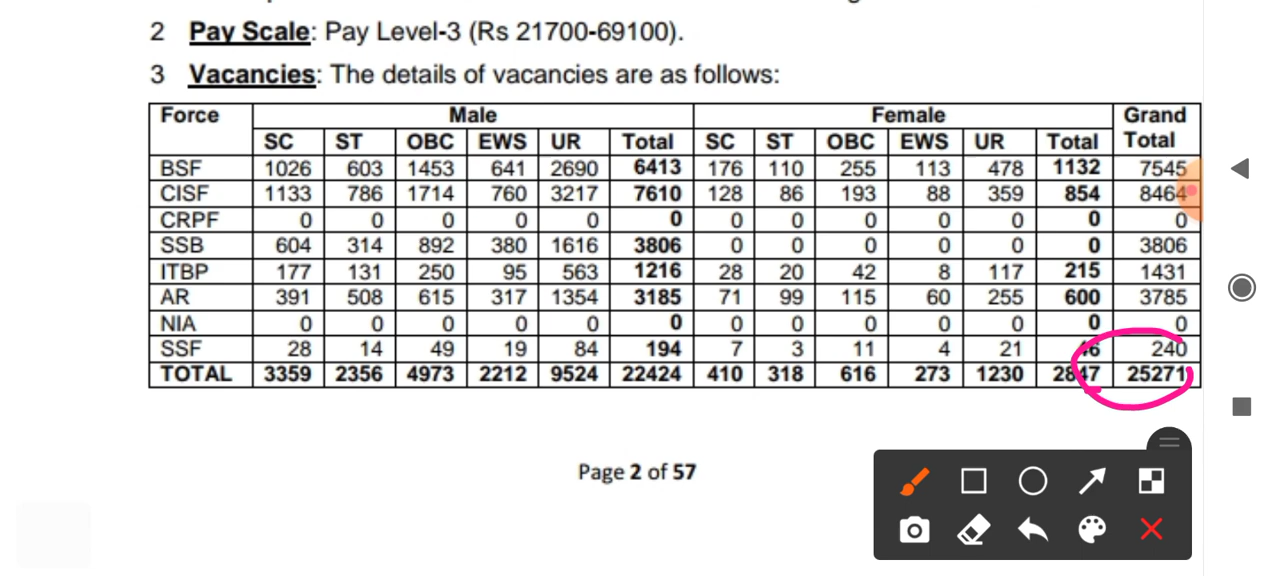 2 Pay Scale: Pay Level-3 (Rs 21700-69100).
3 Vacancies: The details of vacancies are as follows:
Force Male Female Grand Total
SC ST OBC EWS UR Total SC ST OBC EWS UR Total
BSF 1026 603 1453 641 2690 6413 176 110 255 113 478 1132 7545
CISF 1133 786 1714 760 3217 7610 128 86 193 88 359 854 8464
CRPF 0 0 0 0 0 0 0 0 0 0 0 0 0
SSB 604 314 892 380 1616 3806 0 0 0 0 0 0 3806
ITBP 177 131 250 95 563 1216 28 20 42 8 117 215 1431
AR 391 508 615 317 1354 3185 71 99 115 60 255 600 3785
NIA 0 0 0 0 0 0 0 0 0 0 0 0 0
SSF 28 14 49 19 84 194 7 3 11 4 21 46 240
TOTAL 3359 2356 4973 2212 9524 22424 410 318 616 273 1230 2847 25271
Page 2 of 57